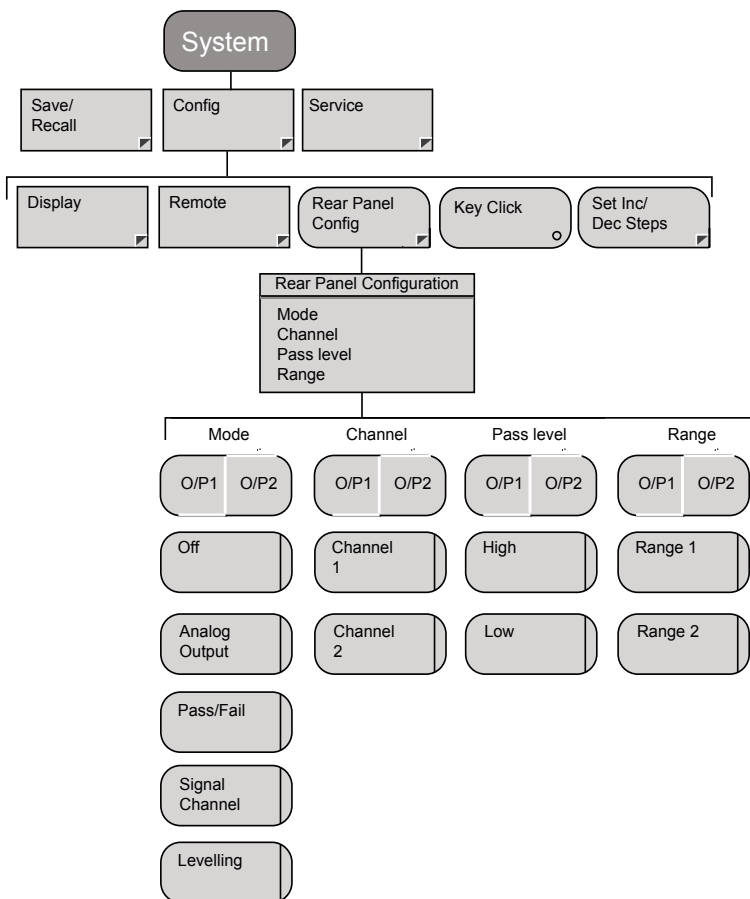 System
Save/
Recall
Config
Service
Display
Remote
Rear Panel
Config
Key Click
Set Inc/
Dec Steps
Rear Panel Configuration
Mode
Channel
Pass level
Range
Mode
Channel
Pass level
Range
O/P1 O/P2
O/P1 O/P2
O/P1 O/P2
O/P1 O/P2
Off
Channel
1
High
Range 1
Analog
Output
Channel
2
Low
Range 2
Pass/Fail
Signal
Channel
Levelling